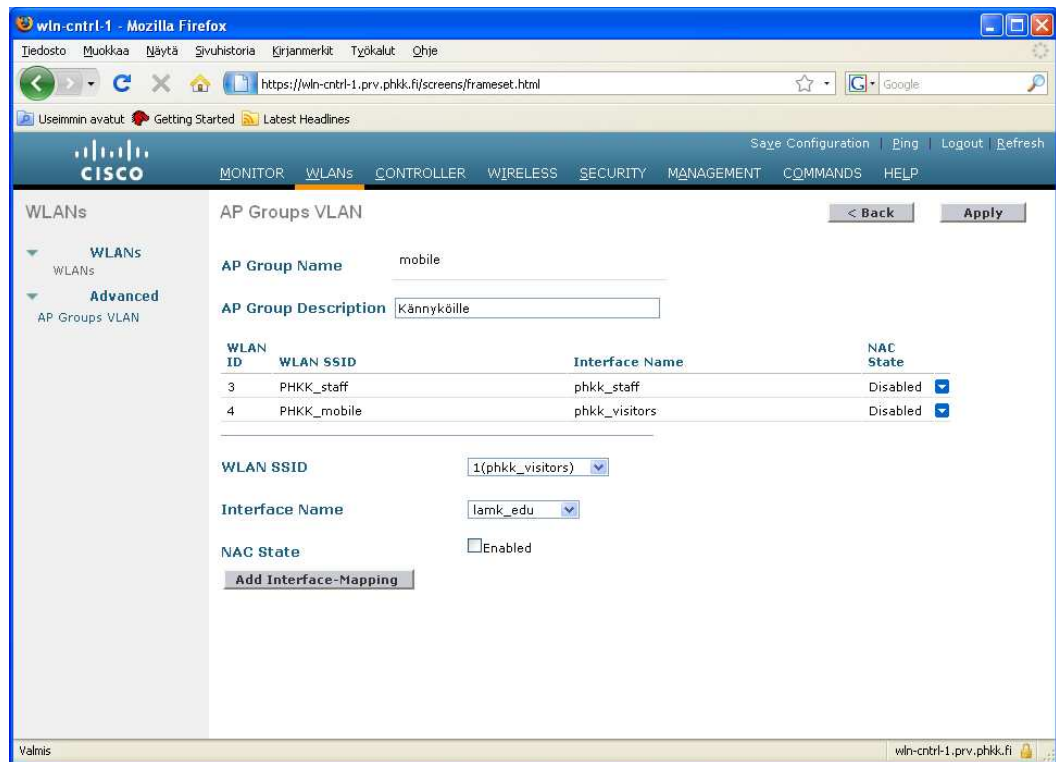 wln-cntrl-1 - Mozilla Firefox
Tiedosto Muokkaa Näytä Sivuhistoria Kirjanmerkit Työkalut Ohje
https://wln-cntrl-1.prv.phkk.fi/screens/frameset.html
G Google
Useimmin avatut Getting Started Latest Headlines
Save Configuration Ping Logout Refresh
CISCO
MONITOR WLANs CONTROLLER WIRELESS SECURITY MANAGEMENT COMMANDS HELP
WLANs
WLANs
WLANs
Advanced
AP Groups VLAN
AP Groups VLAN
< Back Apply
AP Group Name mobile
AP Group Description Kännyköille
WLAN ID WLAN SSID Interface Name NAC State
3 PHKK_staff phkk_staff Disabled
4 PHKK_mobile phkk_visitors Disabled
WLAN SSID 1(phkk_visitors)
Interface Name lamk_edu
NAC State Enabled
Add Interface-Mapping
Valmis wln-cntrl-1.prv.phkk.fi